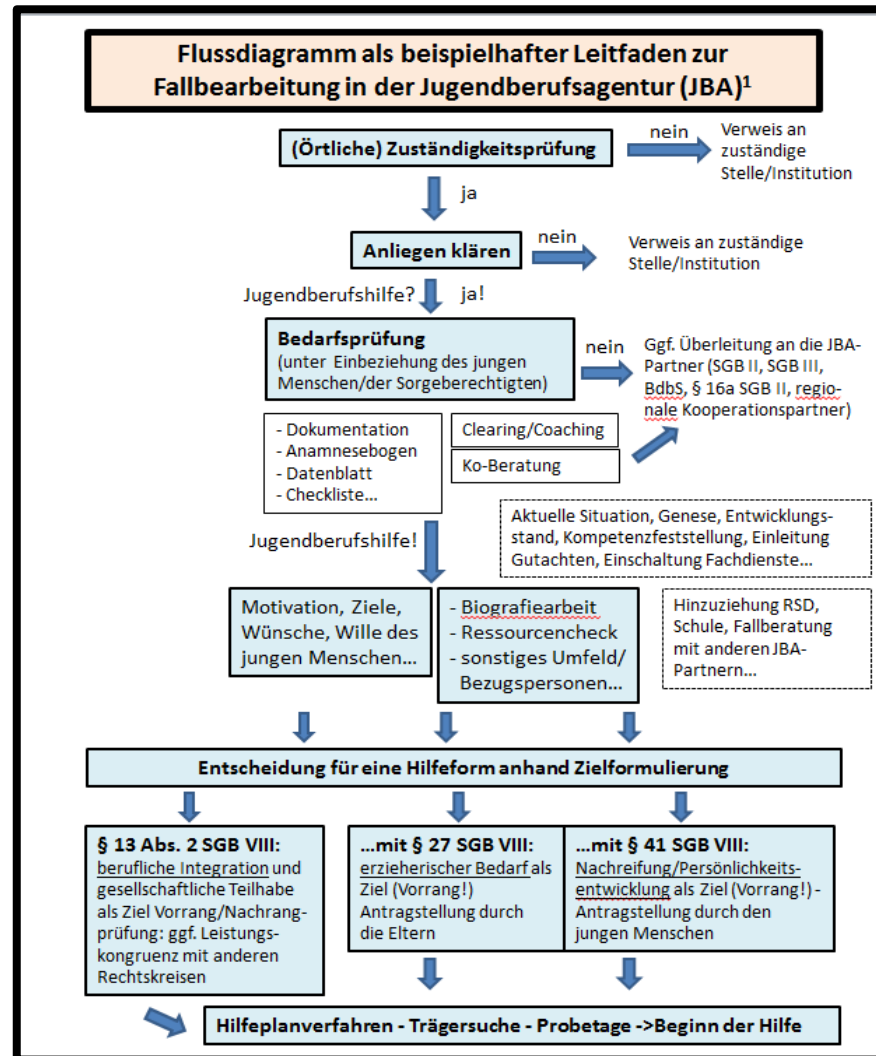 Flussdiagramm als beispielhafter Leitfaden zur
Fallbearbeitung in der Jugendberufsagentur (JBA)¹
(Örtliche) Zuständigkeitsprüfung
nein
Verweis an
zuständige
Stelle/Institution
ja
Anliegen klären
nein
Verweis an zuständige
Stelle/Institution
Jugendberufshilfe?
ja!
Bedarfsprüfung
(unter Einbeziehung des jungen
Menschen/der Sorgeberechtigten)
nein
Ggf. Überleitung an die JBA-
Partner (SGB II, SGB III,
BdbS, § 16a SGB II, regio-
nale Kooperationspartner)
- Dokumentation
- Anamnesebogen
- Datenblatt
- Checkliste...
Clearing/Coaching
Ko-Beratung
Jugendberufshilfe!
Aktuelle Situation, Genese, Entwicklungs-
stand, Kompetenzfeststellung, Einleitung
Gutachten, Einschaltung Fachdienste...
Motivation, Ziele,
Wünsche, Wille des
jungen Menschen...
- Biografiearbeit
- Ressourcencheck
- sonstiges Umfeld/
Bezugspersonen...
Hinzuziehung RSD,
Schule, Fallberatung
mit anderen JBA-
Partnern...
Entscheidung für eine Hilfeform anhand Zielformulierung
§ 13 Abs. 2 SGB VIII:
berufliche Integration und
gesellschaftliche Teilhabe
als Ziel Vorrang/Nachrang-
prüfung: ggf. Leistungs-
kongruenz mit anderen
Rechtskreisen
...mit § 27 SGB VIII:
erzieherischer Bedarf als
Ziel (Vorrang!)
Antragstellung durch
die Eltern
...mit § 41 SGB VIII:
Nachreifung/Persönlichkeits-
entwicklung als Ziel (Vorrang!) -
Antragstellung durch den
jungen Menschen
Hilfeplanverfahren - Trägersuche - Probetage ->Beginn der Hilfe